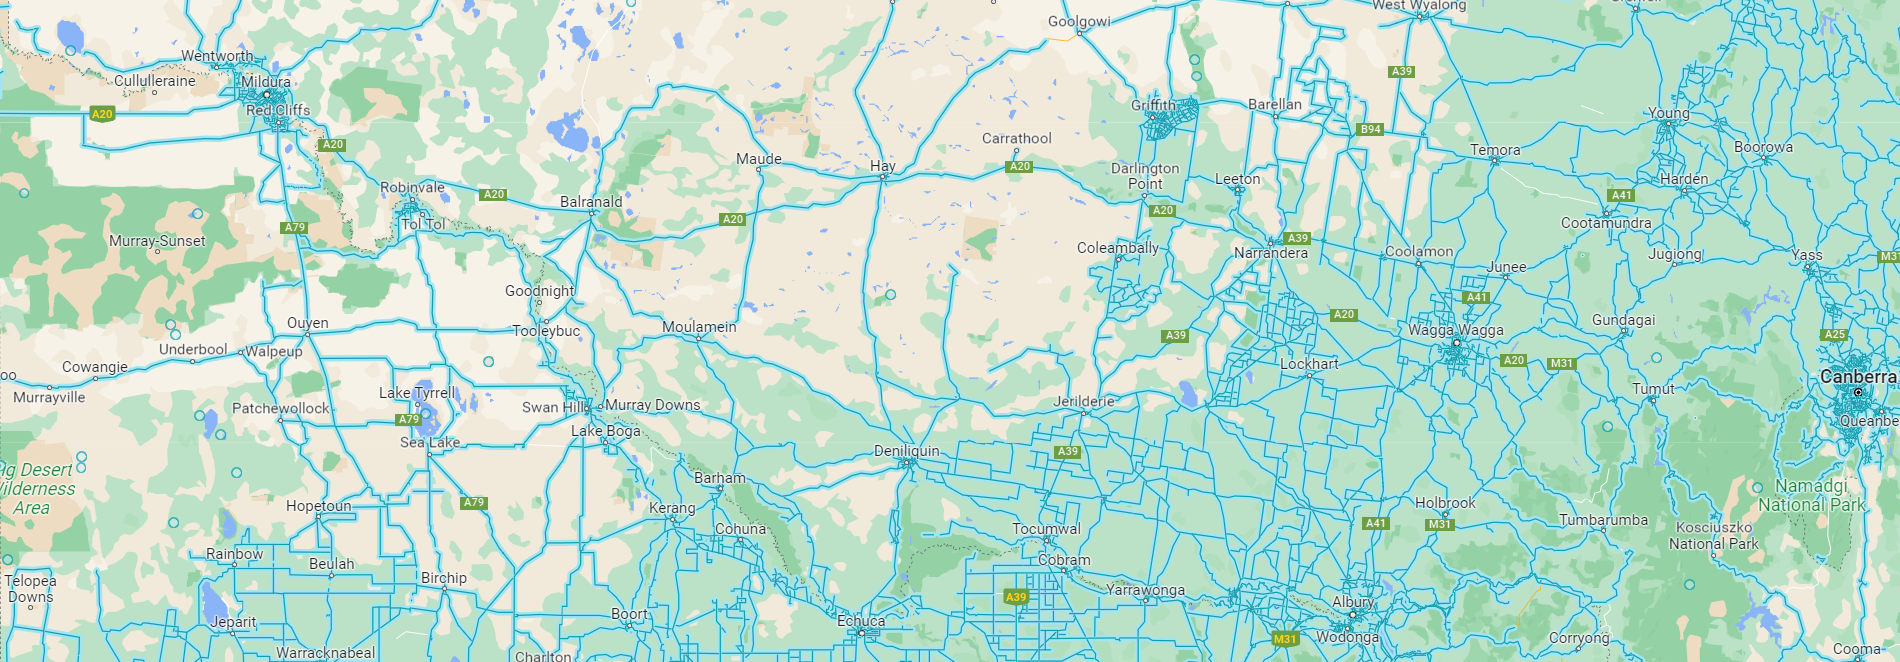 Goolgowi
West Wyalong
Wentworth
Cullulleraine
Mildura
Red Cliffs
A20
A39
Griffith
Barellan
B94
Young
A20
Maude
Hay
Carrathool
A20
Temora
Boorowa
Robinvale
A20
Balranald
Darlington
Point
Leeton
Harden
A41
Tol Tol
A79
A20
A20
Cootamundra
Murray-Sunset
Coleambally
A39
Narrandera
Coolamon
Junee
Jugiong
Yass
M31
Goodnight
A41
Ouyen
Tooleybuc
Moulamein
A39
A20
Wagga Wagga
Gundagai
A25
Underbool
Walpeup
Cowangie
Lockhart
A20
M31
Canberra
oo
Murrayville
Lake Tyrrell
Tumut
Patchewollock
A79
Swan Hill
Murray Downs
Jerilderie
Queanbe
Sea Lake
Lake Boga
Deniliquin
A39
ig Desert
Wilderness
Area
Barham
Namadgi
National Park
Hopetoun
A79
Kerang
Cohuna
Tocumwal
Holbrook
A41
M31
Tumbarumba
Kosciuszko
National Park
Rainbow
Beulah
Cobram
Telopea
Downs
Birchip
A39
Yarrawonga
Albury
Jeparit
Boort
Echuca
M31
Wodonga
Corryong
Warracknabeal
Charlton
Cooma